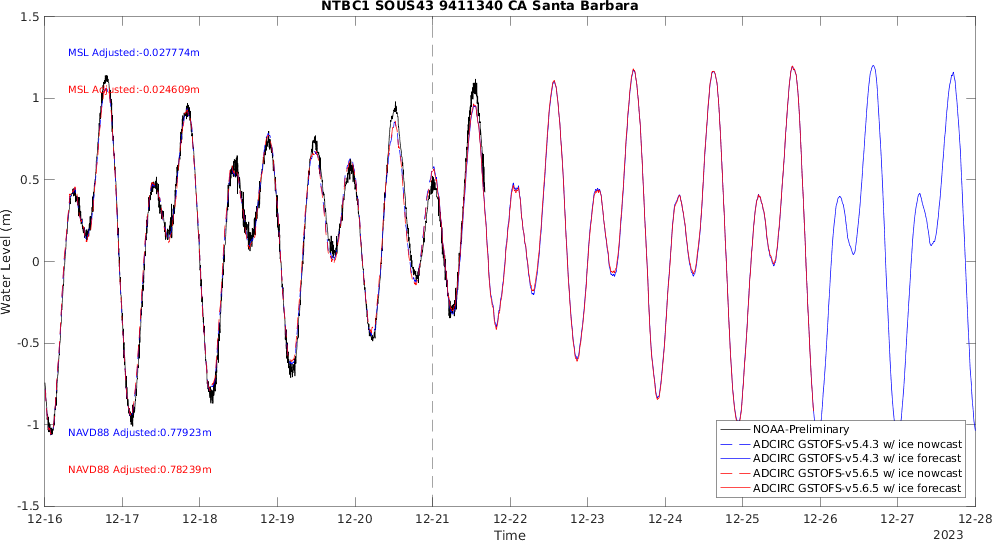 NTBC1 SOUS43 9411340 CA Santa Barbara
1.5
MSL Adjusted:-0.027774m
MSL Adjusted:-0.024609m
1
0.5
0
-0.5
-1
-1.5
Water Level (m)
NAVD88 Adjusted:0.77923m
NAVD88 Adjusted:0.78239m
NOAA-Preliminary
ADCIRC GSTOFS-v5.4.3 w/ ice nowcast
ADCIRC GSTOFS-v5.4.3 w/ ice forecast
ADCIRC GSTOFS-v5.6.5 w/ ice nowcast
ADCIRC GSTOFS-v5.6.5 w/ ice forecast
12-16 12-17 12-18 12-19 12-20 12-21 12-22 12-23 12-24 12-25 12-26 12-27 12-28
Time
2023